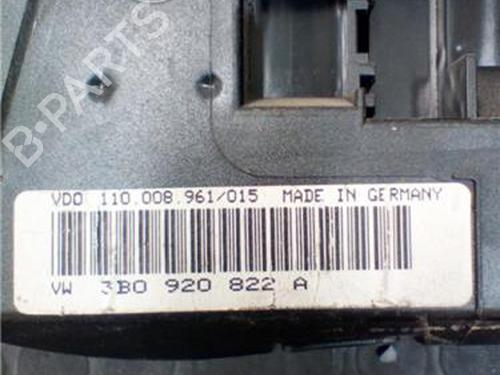 B-PARTS
VDO 110.008.961/015 MADE IN GERMANY
VW 3B0 920 822 A